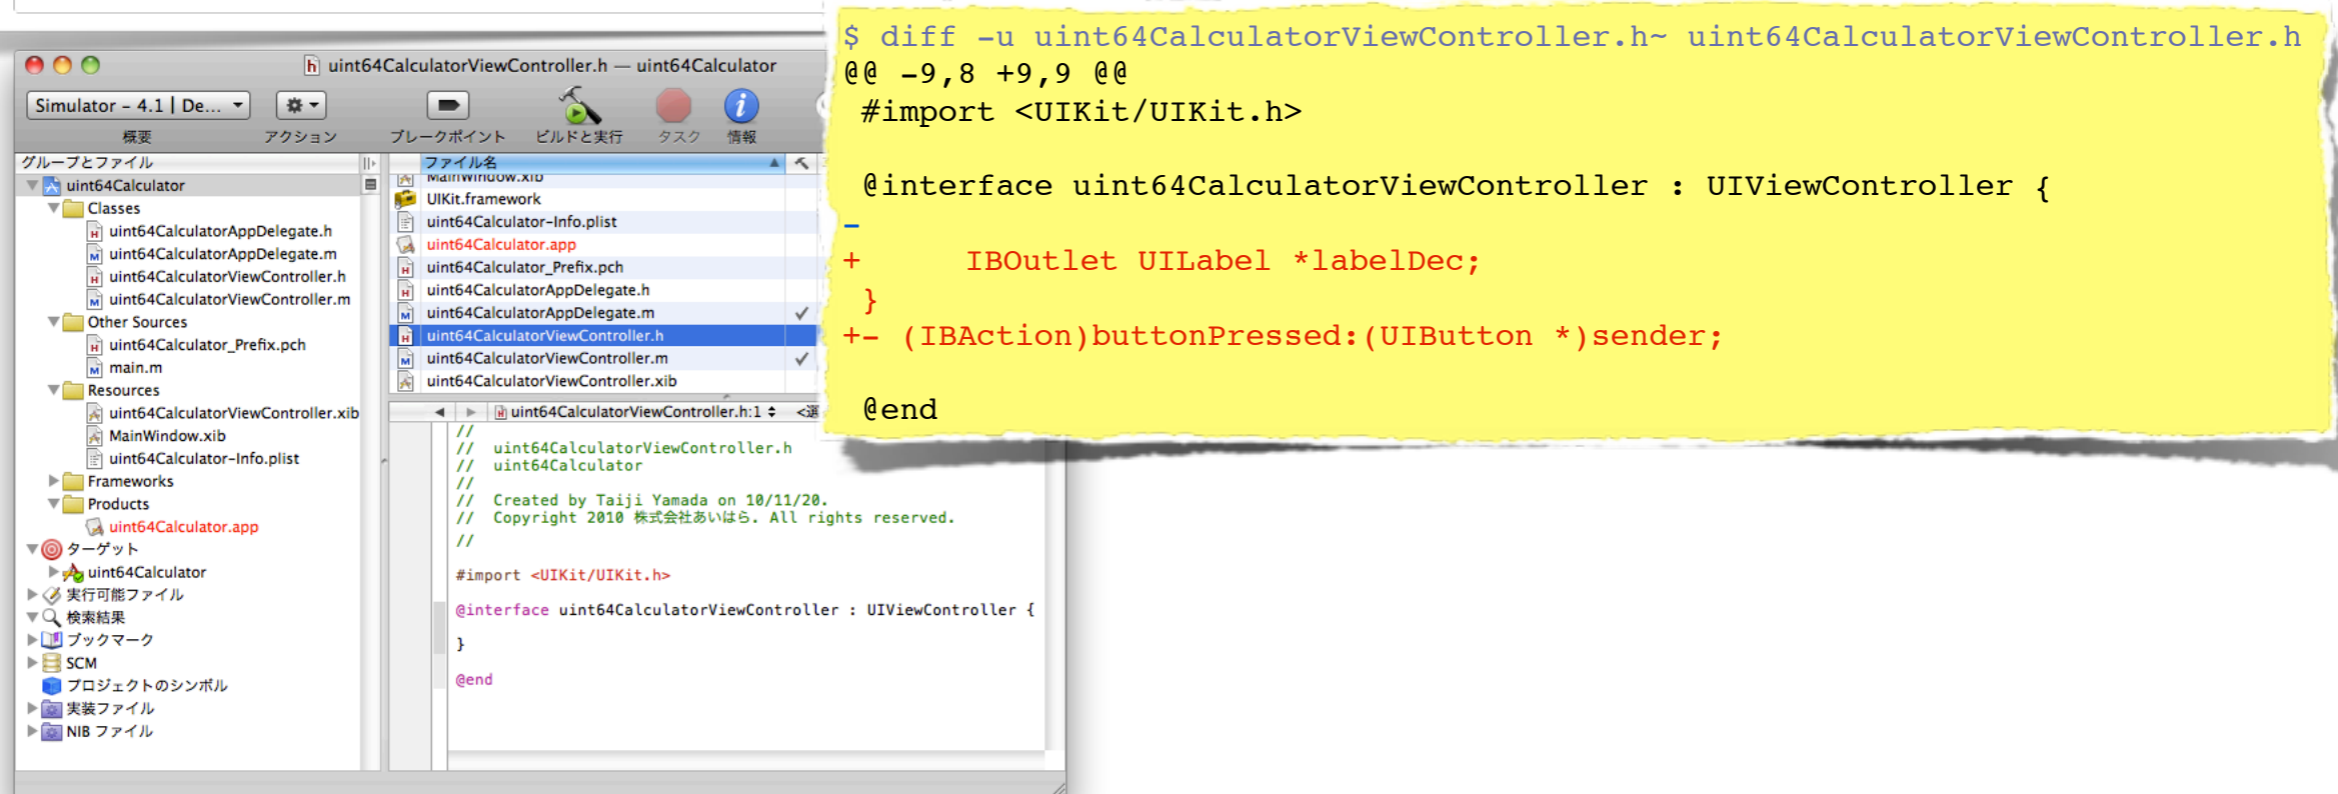 uint64CalculatorViewController.h — uint64Calculator
Simulator - 4.1 | De...
概要
アクション
ブレークポイント
ビルドと実行
タスク
情報
グループとファイル
uint64Calculator
Classes
uint64CalculatorAppDelegate.h
uint64CalculatorAppDelegate.m
uint64CalculatorViewController.h
uint64CalculatorViewController.m
Other Sources
uint64Calculator_Prefix.pch
main.m
Resources
uint64CalculatorViewController.xib
MainWindow.xib
uint64Calculator-Info.plist
Frameworks
Products
uint64Calculator.app
ターゲット
uint64Calculator
実行可能ファイル
検索結果
ブックマーク
SCM
プロジェクトのシンボル
実装ファイル
NIB ファイル
ファイル名
MainWindow.xib
UIKit.framework
uint64Calculator-Info.plist
uint64Calculator.app
uint64Calculator_Prefix.pch
uint64CalculatorAppDelegate.h
uint64CalculatorAppDelegate.m
uint64CalculatorViewController.h
uint64CalculatorViewController.m
uint64CalculatorViewController.xib
uint64CalculatorViewController.h:1 <選
//
// uint64CalculatorViewController.h
// uint64Calculator
//
// Created by Taiji Yamada on 10/11/20.
// Copyright 2010 株式会社あいはら. All rights reserved.
//
#import <UIKit/UIKit.h>
@interface uint64CalculatorViewController : UIViewController {
}
@end
$ diff -u uint64CalculatorViewController.h~ uint64CalculatorViewController.h
@@ -9,8 +9,9 @@
#import <UIKit/UIKit.h>
@interface uint64CalculatorViewController : UIViewController {
-
+ IBOutlet UILabel *labelDec;
}
+- (IBAction)buttonPressed:(UIButton *)sender;
@end